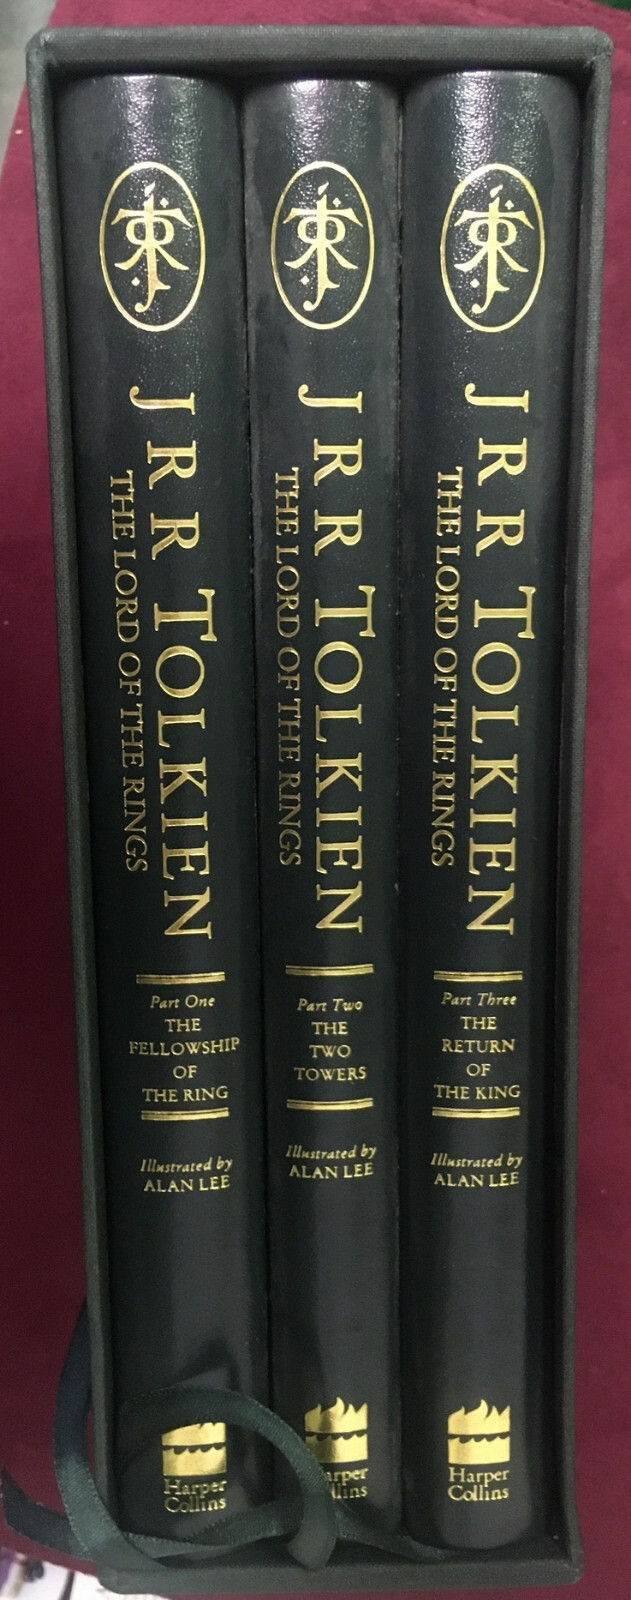 J R R TOLKIEN
THE LORD OF THE RINGS
Part One
THE
FELLOWSHIP
OF
THE RING
Illustrated by
ALAN LEE
Harper
Collins
J R R TOLKIEN
THE LORD OF THE RINGS
Part Two
THE
TWO
TOWERS
Illustrated by
ALAN LEE
arper
llins
J R R TOLKIEN
THE LORD OF THE RINGS
Part Three
THE
RETURN
OF
THE KING
Illustrated by
ALAN LEE
Harper
Collins